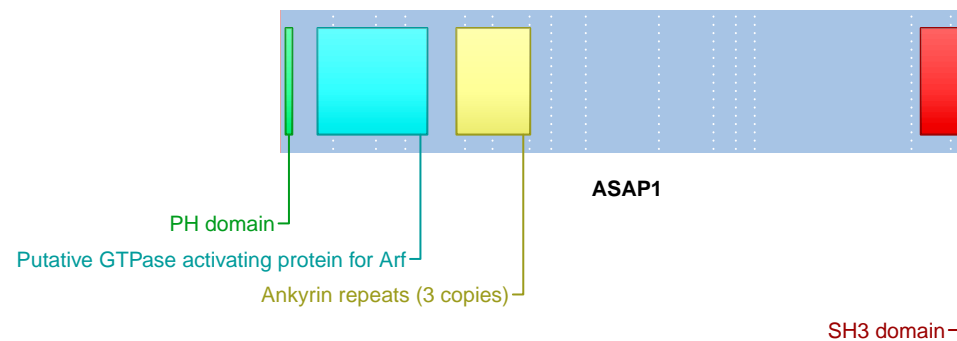 ASAP1
PH domain
Putative GTPase activating protein for Arf
Ankyrin repeats (3 copies)
SH3 domain